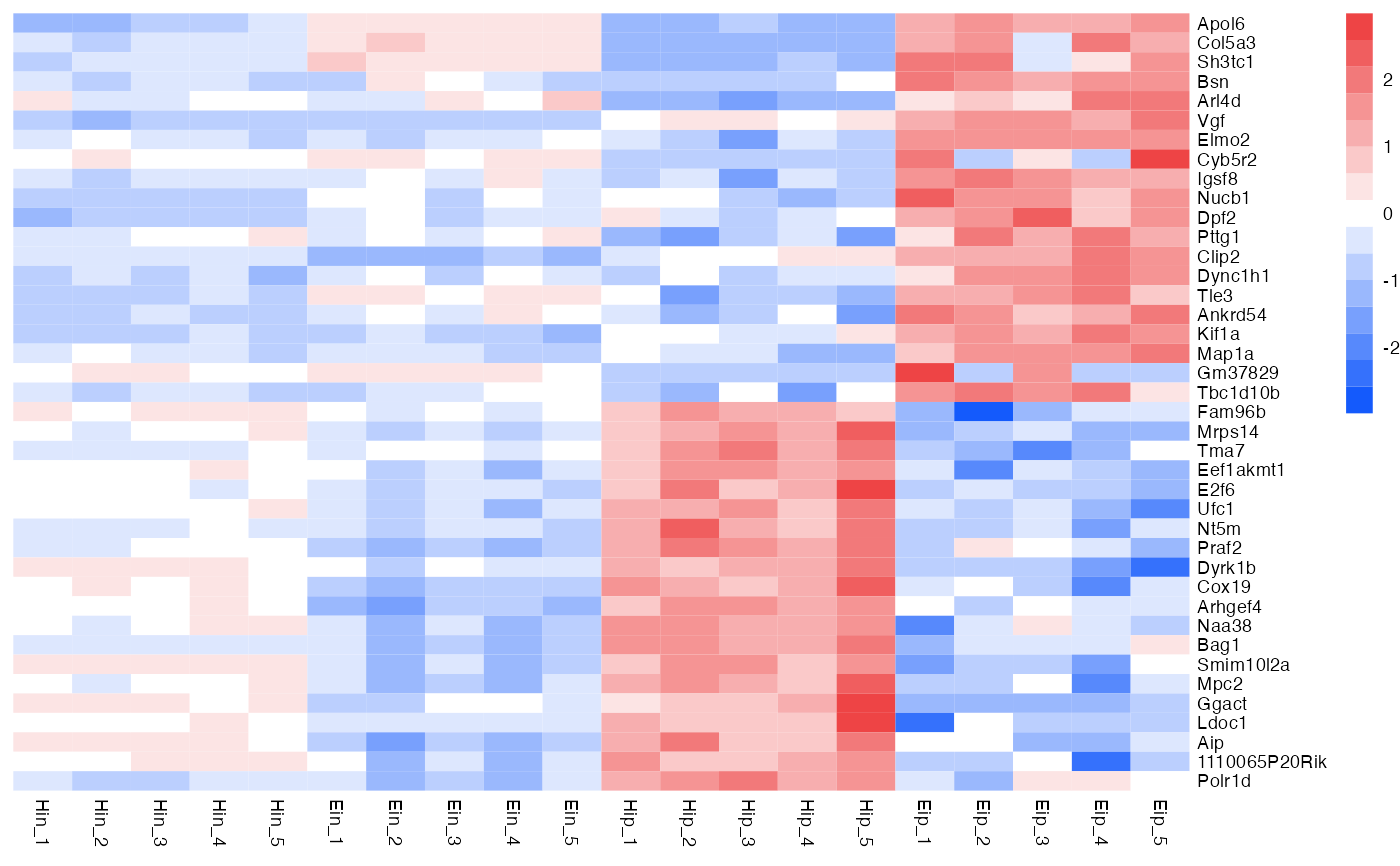 Apol6
Col5a3
Sh3tc1
Bsn
Arl4d
Vgf
Elmo2
Cyb5r2
Igsf8
Nucb1
Dpf2
Pttg1
Clip2
Dync1h1
Tle3
Ankrd54
Kif1a
Map1a
Gm37829
Tbc1d10b
Fam96b
Mrps14
Tma7
Eef1akmt1
E2f6
Ufc1
Nt5m
Praf2
Dyrk1b
Cox19
Arhgef4
Naa38
Bag1
Smim10l2a
Mpc2
Ggact
Ldoc1
Aip
1110065P20Rik
Polr1d
2
1
0
-1
-2
Hin_1
Hin_2
Hin_3
Hin_4
Hin_5
Ein_1
Ein_2
Ein_3
Ein_4
Ein_5
Hip_1
Hip_2
Hip_3
Hip_4
Hip_5
Eip_1
Eip_2
Eip_3
Eip_4
Eip_5